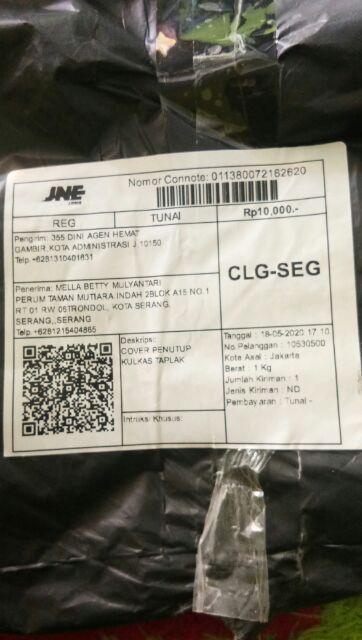 JNE
EXPRESS
Nomor Connote: 011380072162620
REG
TUNAI
Rp10,000.-
Pengirim: 355 DINI AGEN HEMAT
GAMBIR,KOTA ADMINISTRASI J 10150
Telp.+6281310401631
CLG-SEG
Penerima: MELLA BETTY MULYANTARI
PERUM TAMAN MUTIARA INDAH 2BLOK A15 NO.1
RT 01 RW 06TRONDOL, KOTA SERANG,
SERANG,,SERANG
Telp.+6281215404865
Deskripsi:
COVER PENUTUP
KULKAS TAPLAK
Intruksi Khusus:
Tanggal : 18-05-2020 17:10
No.Pelanggan : 10530500
Kota Asal : Jakarta
Berat : 1 Kg
Jumlah Kiriman : 1
Jenis Kiriman : ND
Pembayaran : Tunai -